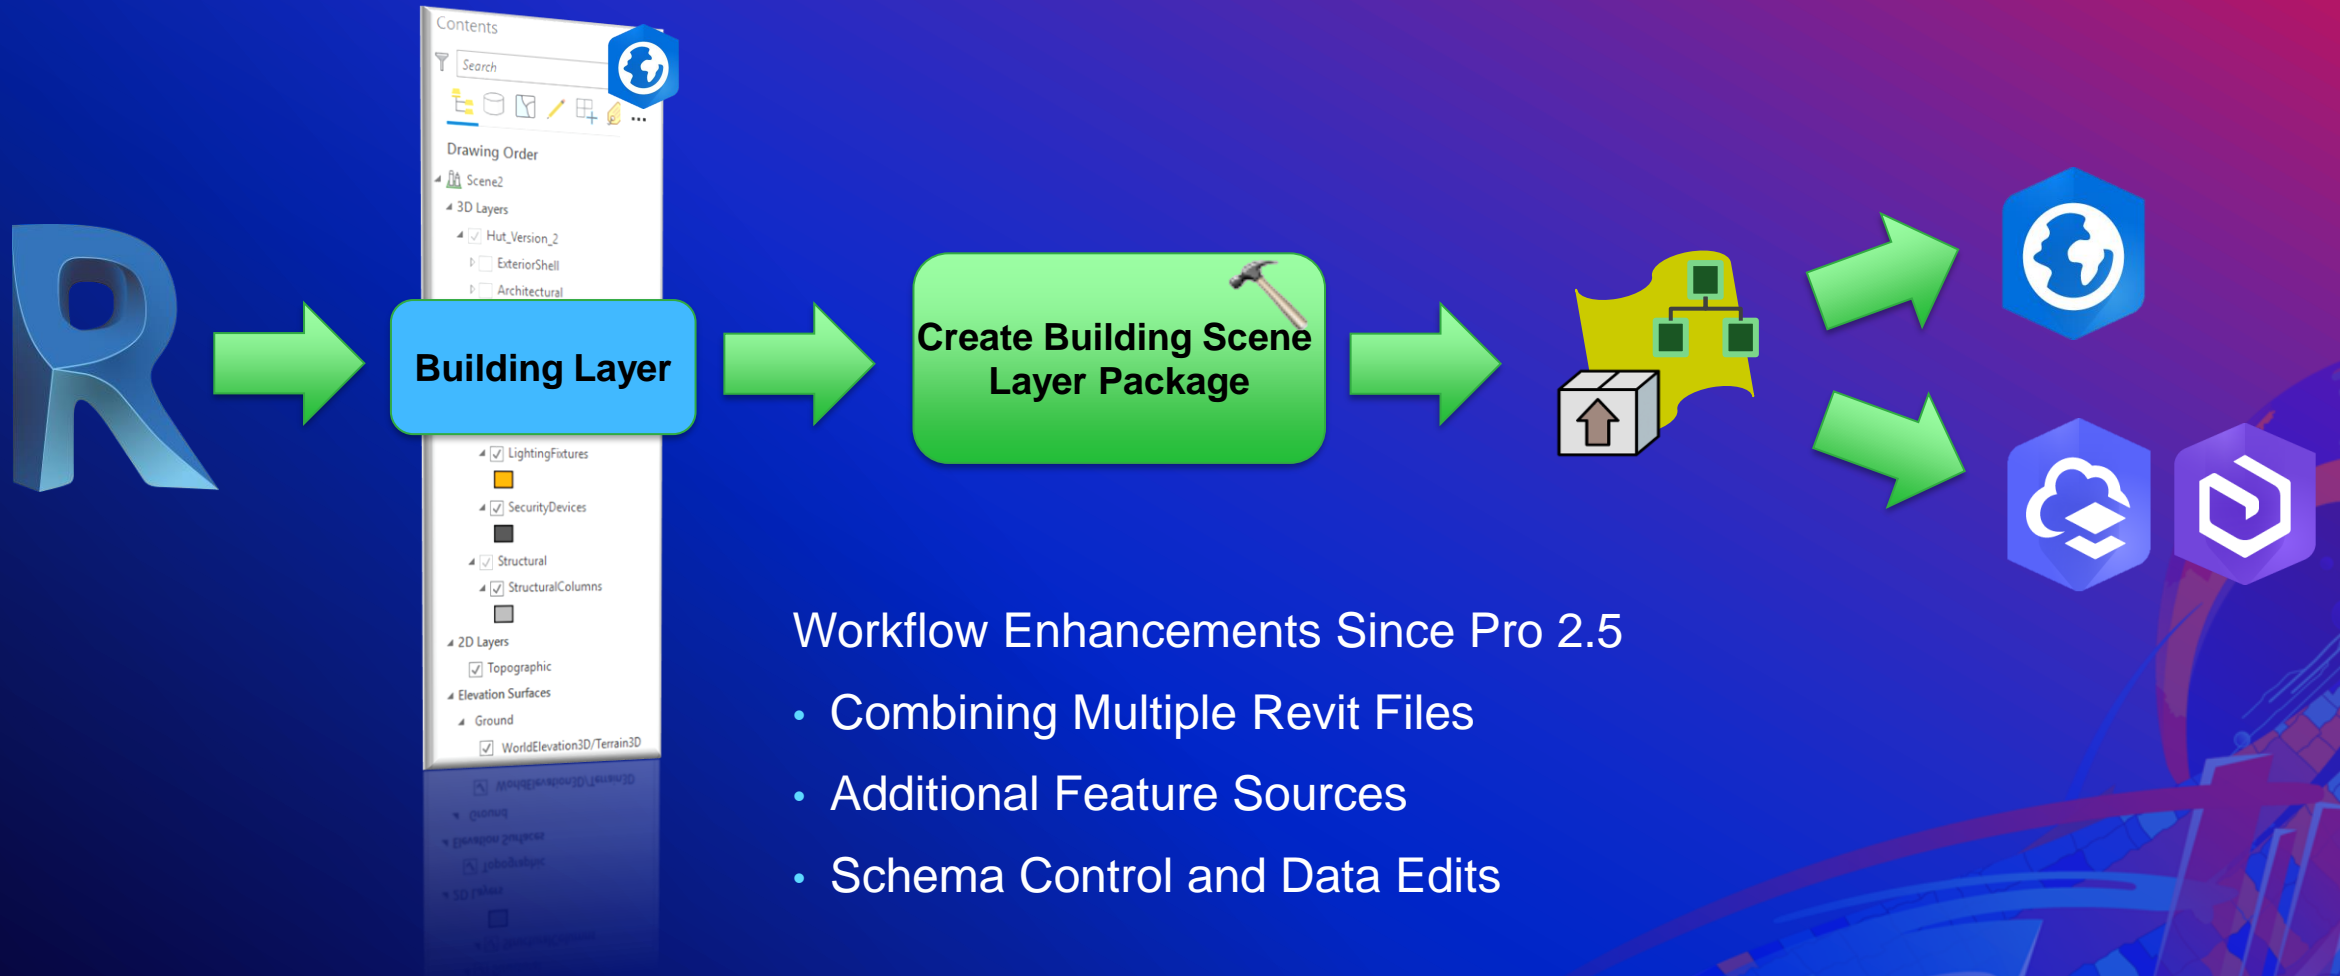 Contents
Search
Drawing Order
Scene2
3D Layers
Hut_Version_2
ExteriorShell
Architectural
Building Layer
LightingFixtures
SecurityDevices
Structural
StructuralColumns
2D Layers
Topographic
Elevation Surfaces
Ground
WorldElevation3D/Terrain3D
Create Building Scene
Layer Package
Workflow Enhancements Since Pro 2.5
• Combining Multiple Revit Files
• Additional Feature Sources
• Schema Control and Data Edits